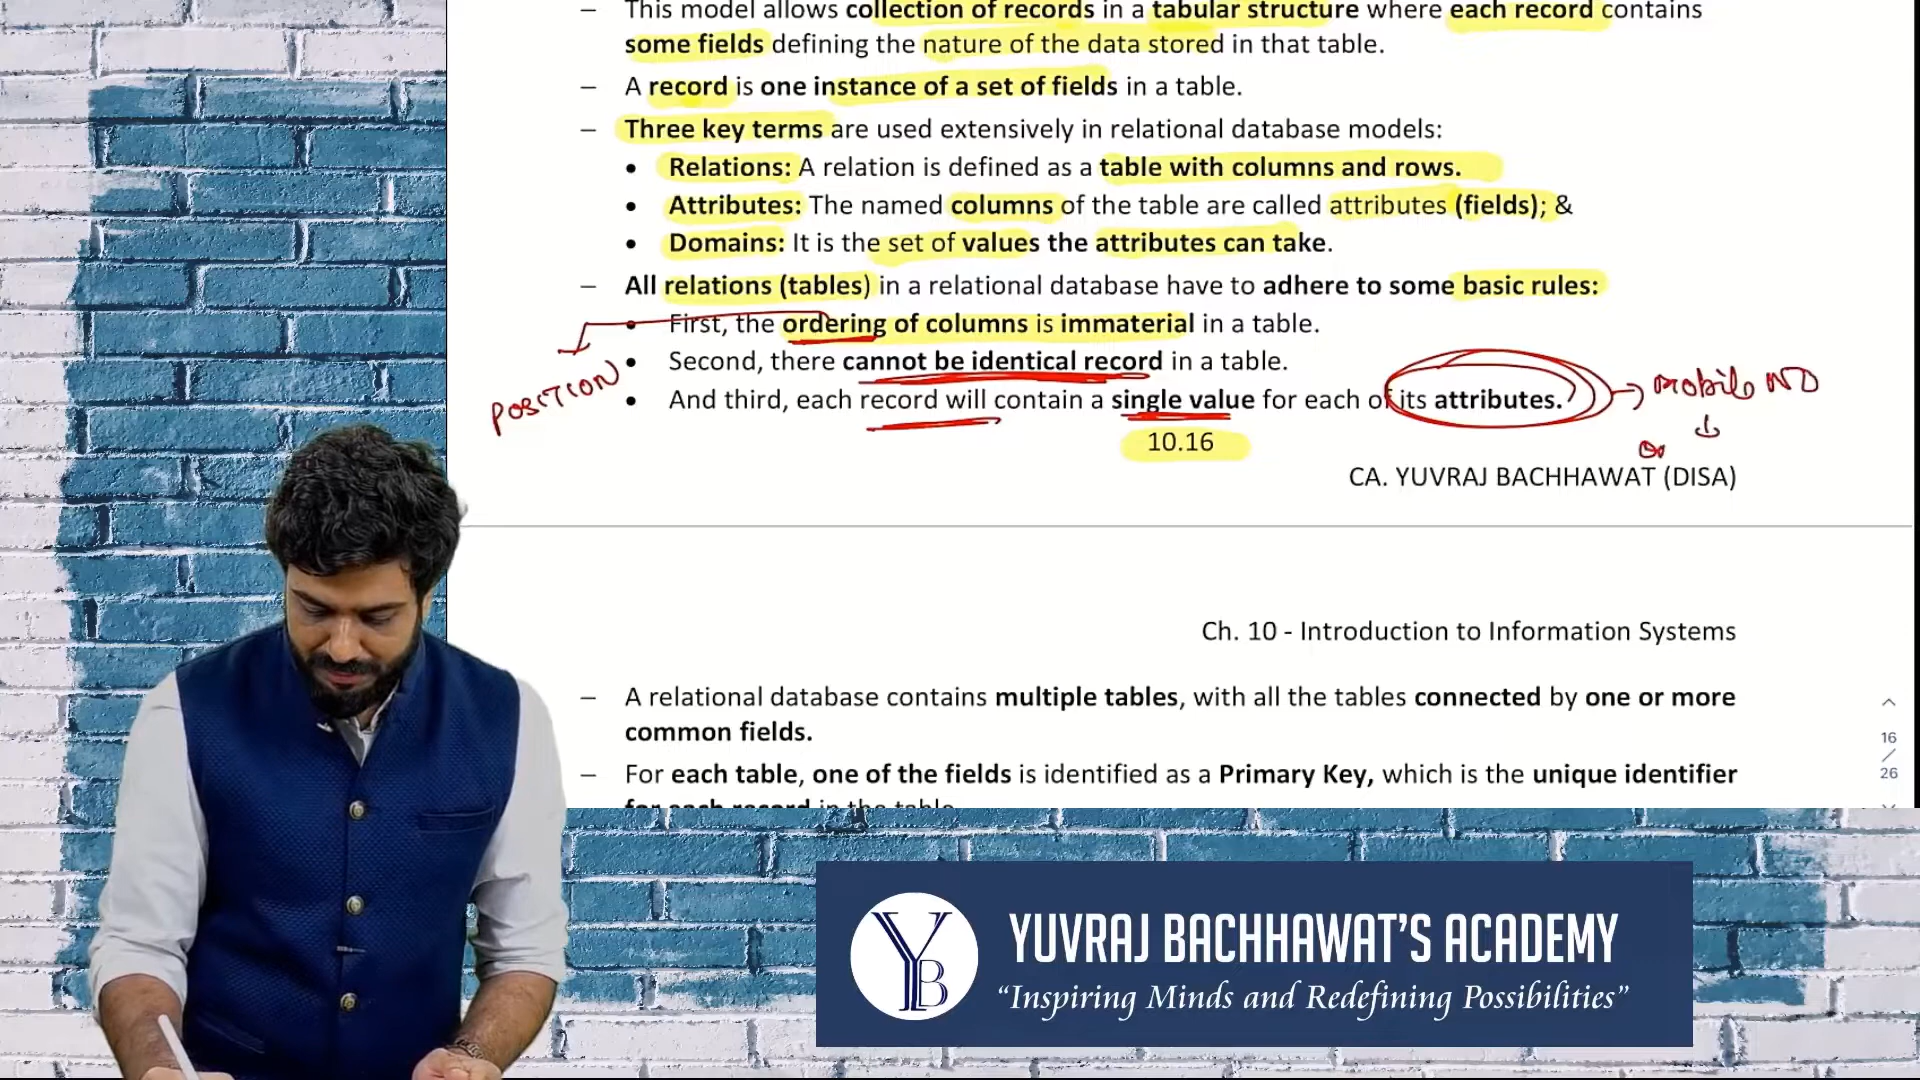 – This model allows collection of records in a tabular structure where each record contains
some fields defining the nature of the data stored in that table.
– A record is one instance of a set of fields in a table.
– Three key terms are used extensively in relational database models:
• Relations: A relation is defined as a table with columns and rows.
• Attributes: The named columns of the table are called attributes (fields); &
• Domains: It is the set of values the attributes can take.
– All relations (tables) in a relational database have to adhere to some basic rules:
• First, the ordering of columns is immaterial in a table.
• Second, there cannot be identical record in a table.
POSITION
• And third, each record will contain a single value for each of its attributes.
Mobile NO
10.16
CA. YUVRAJ BACHHAWAT (DISA)
Ch. 10 - Introduction to Information Systems
– A relational database contains multiple tables, with all the tables connected by one or more
common fields.
– For each table, one of the fields is identified as a Primary Key, which is the unique identifier
for each record in the table.
16
/
26
YB
YUVRAJ BACHHAWAT'S ACADEMY
"Inspiring Minds and Redefining Possibilities"